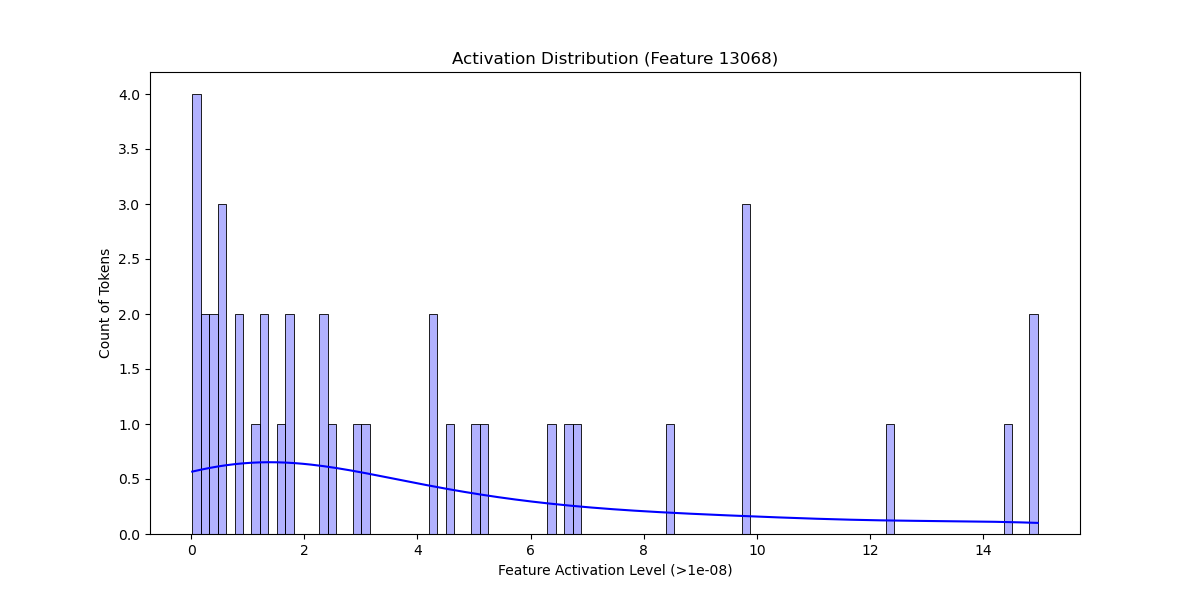 Activation Distribution (Feature 13068)
4.0
3.5
3.0
2.5
2.0
1.5
1.0
0.5
0.0
Count of Tokens
0 2 4 6 8 10 12 14
Feature Activation Level (>1e-08)